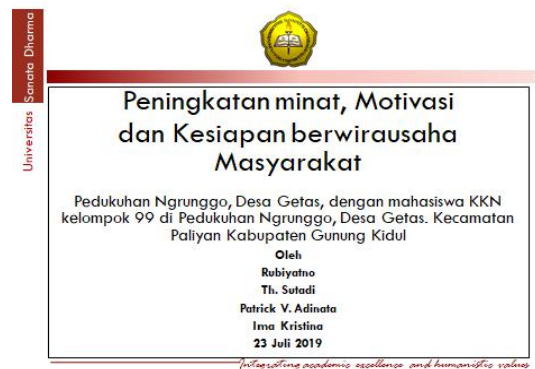 Universitas Sanata Dharma
Peningkatan minat, Motivasi
dan Kesiapan berwirausaha
Masyarakat
Pedukuhan Ngrunggo, Desa Getas, dengan mahasiswa KKN
kelompok 99 di Pedukuhan Ngrunggo, Desa Getas. Kecamatan
Paliyan Kabupaten Gunung Kidul
Oleh
Rubiyatno
Th. Sutadi
Patrick V. Adinata
Ima Kristina
23 Juli 2019
Integrating academic excellence and humanistic values